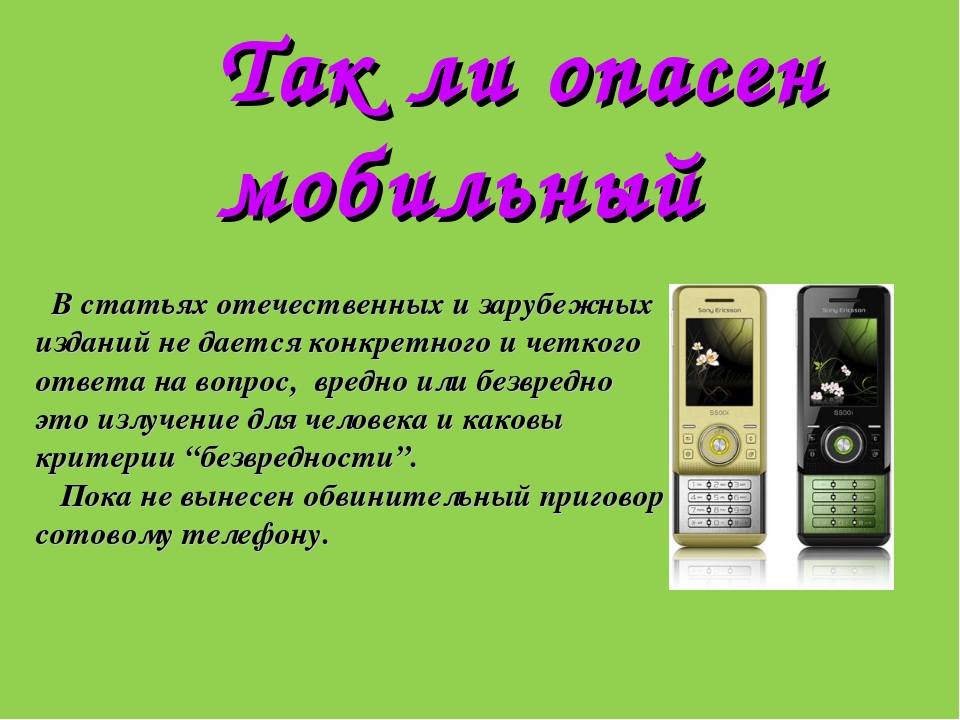 Так ли опасен
мобильный
В статьях отечественных и зарубежных
изданий не дается конкретного и четкого
ответа на вопрос, вредно или безвредно
это излучение для человека и каковы
критерии “безвредности”.
Пока не вынесен обвинительный приговор
сотовому телефону.
Sony Ericsson
Sony Ericsson
S500i
S500i